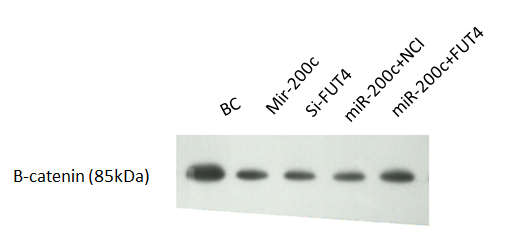 BC
Mir-200c
Si-FUT4
miR-200c+NCI
miR-200c+FUT4
B-catenin (85kDa)